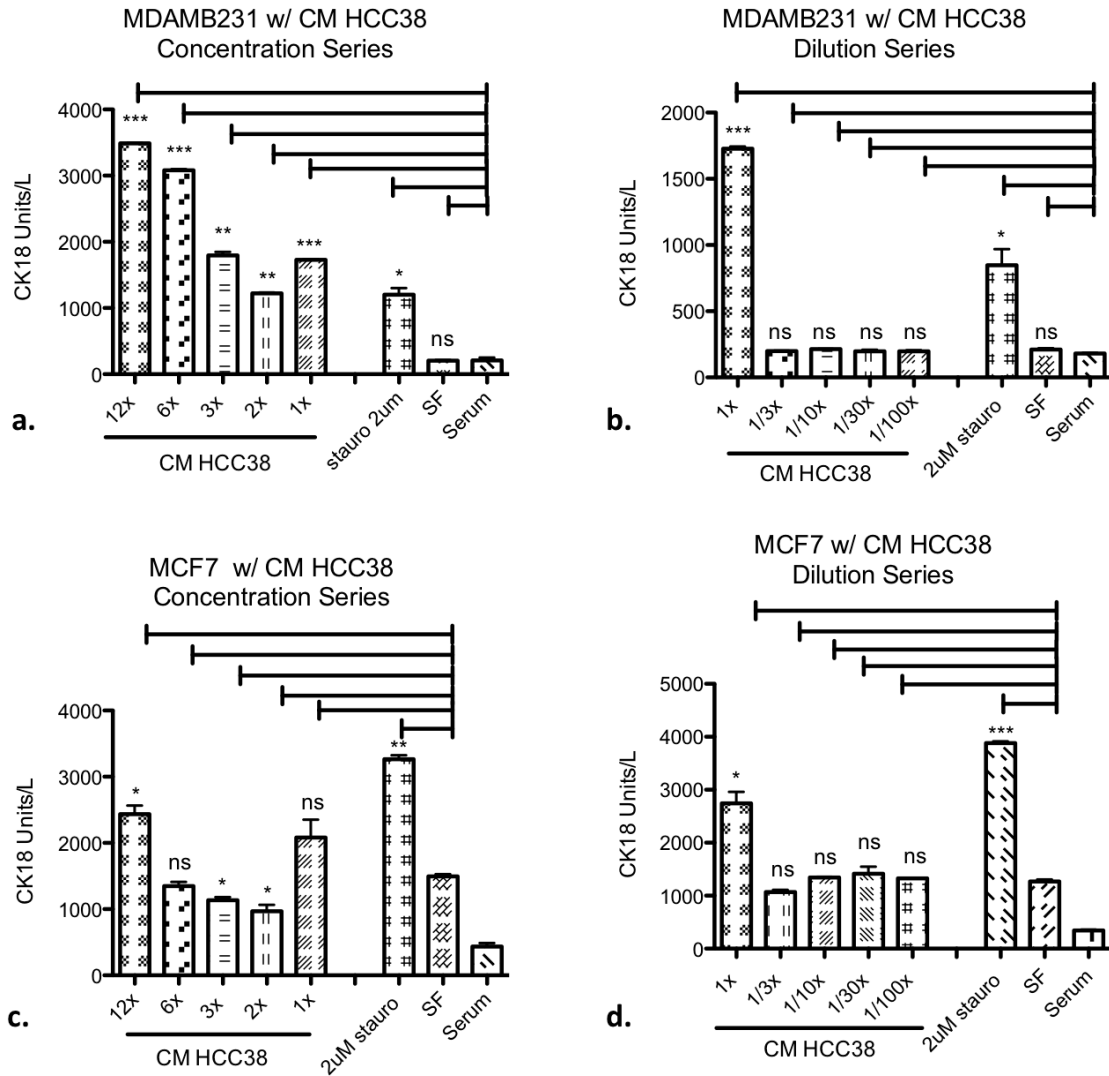 MDAMB231 w/ CM HCC38
Concentration Series
CK18 Units/L
4000
3000
2000
1000
0
***
***
**
**
***
*
ns
12x
6x
3x
2x
1x
stauro 2um
SF
Serum
CM HCC38
a.
MDAMB231 w/ CM HCC38
Dilution Series
CK18 Units/L
2000
1500
1000
500
0
***
ns
ns
ns
ns
*
ns
1x
1/3x
1/10x
1/30x
1/100x
2uM stauro
SF
Serum
CM HCC38
b.
MCF7 w/ CM HCC38
Concentration Series
CK18 Units/L
4000
3000
2000
1000
0
*
ns
*
*
ns
**
12x
6x
3x
2x
1x
2uM stauro
SF
Serum
CM HCC38
c.
MCF7 w/ CM HCC38
Dilution Series
CK18 Units/L
5000
4000
3000
2000
1000
0
*
ns
ns
ns
ns
***
1x
1/3x
1/10x
1/30x
1/100x
2uM stauro
SF
Serum
CM HCC38
d.